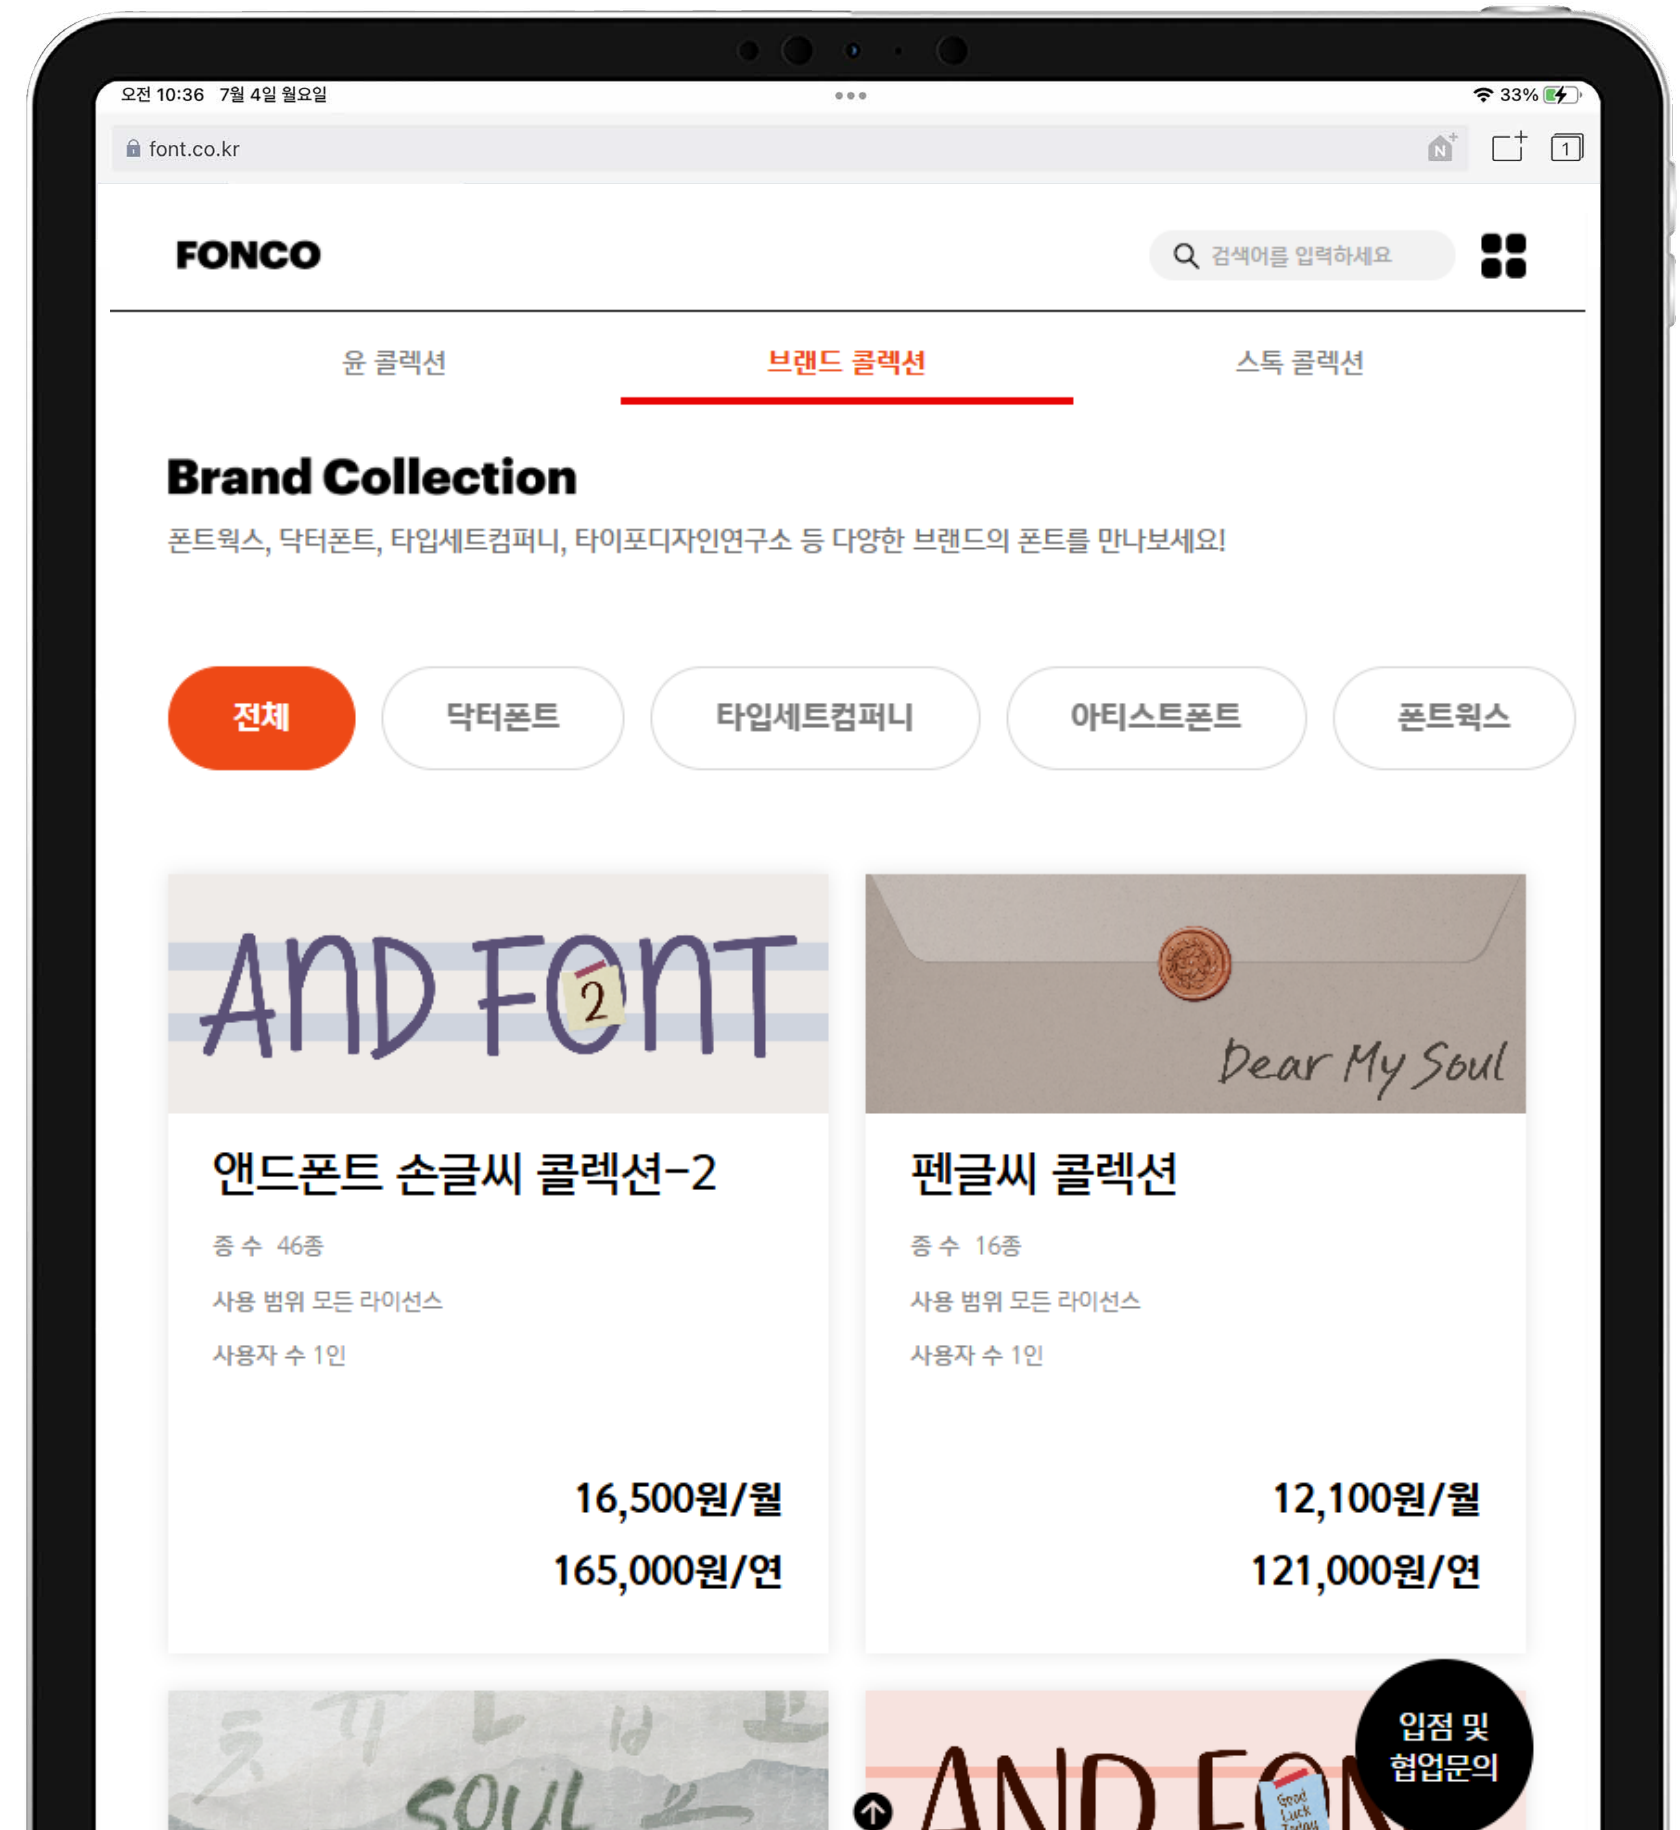 오전 10:36 7월 4일 월요일
33%
font.co.kr
N
1
FONCO
검색어를 입력하세요
윤 콜렉션
브랜드 콜렉션
스톡 콜렉션
Brand Collection
폰트웍스, 닥터폰트, 타입세트컴퍼니, 타이포디자인연구소 등 다양한 브랜드의 폰트를 만나보세요!
전체
닥터폰트
타입세트컴퍼니
아티스트폰트
폰트웍스
AND FONT
2
앤드폰트 손글씨 콜렉션-2
종 수 46종
사용 범위 모든 라이선스
사용자 수 1인
16,500원/월
165,000원/연
Dear My Soul
펜글씨 콜렉션
종 수 16종
사용 범위 모든 라이선스
사용자 수 1인
12,100원/월
121,000원/연
SOUL
AND FON
Good
Luck
Today
입점 및
협업문의